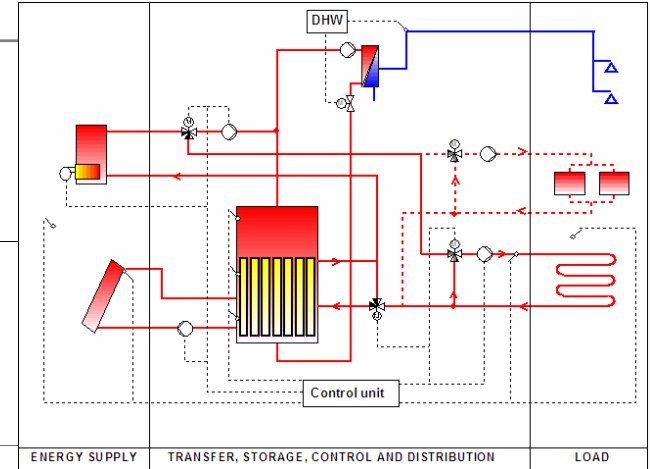 DHW
Control unit
ENERGY SUPPLY
TRANSFER, STORAGE, CONTROL AND DISTRIBUTION
LOAD